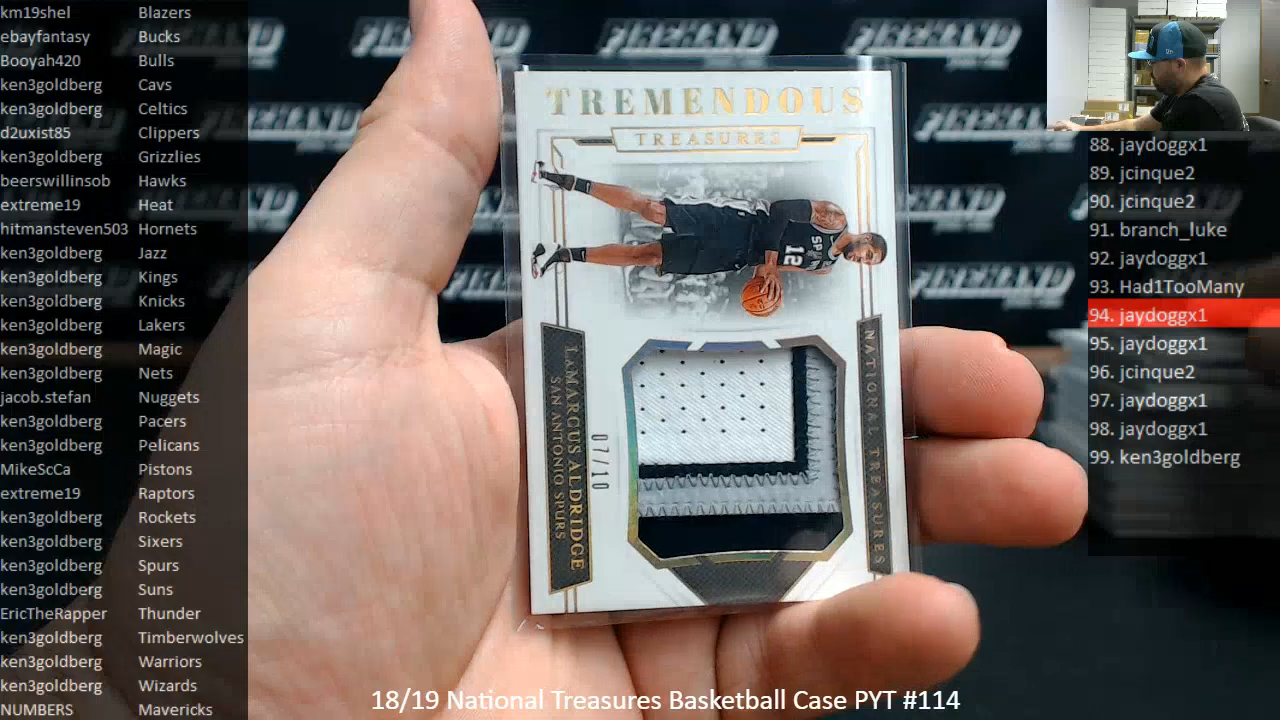 km19shel Blazers
ebayfantasy Bucks
Booyah420 Bulls
ken3goldberg Cavs
ken3goldberg Celtics
d2uxist85 Clippers
ken3goldberg Grizzlies
beerswillinsob Hawks
extreme19 Heat
hitmansteven503 Hornets
ken3goldberg Jazz
ken3goldberg Kings
ken3goldberg Knicks
ken3goldberg Lakers
ken3goldberg Magic
ken3goldberg Nets
jacob.stefan Nuggets
ken3goldberg Pacers
ken3goldberg Pelicans
MikeScCa Pistons
extreme19 Raptors
ken3goldberg Rockets
ken3goldberg Sixers
ken3goldberg Spurs
ken3goldberg Suns
EricTheRapper Thunder
ken3goldberg Timberwolves
ken3goldberg Warriors
ken3goldberg Wizards
NUMBERS Mavericks
TREMENDOUS
TREASURES
SPURS
12
LAMARCUS ALDRIDGE
SAN ANTONIO SPURS
07/10
NATIONAL TREASURES
88. jaydoggx1
89. jcinque2
90. jcinque2
91. branch_luke
92. jaydoggx1
93. Had1TooMany
94. jaydoggx1
95. jaydoggx1
96. jcinque2
97. jaydoggx1
98. jaydoggx1
99. ken3goldberg
18/19 National Treasures Basketball Case PYT #114